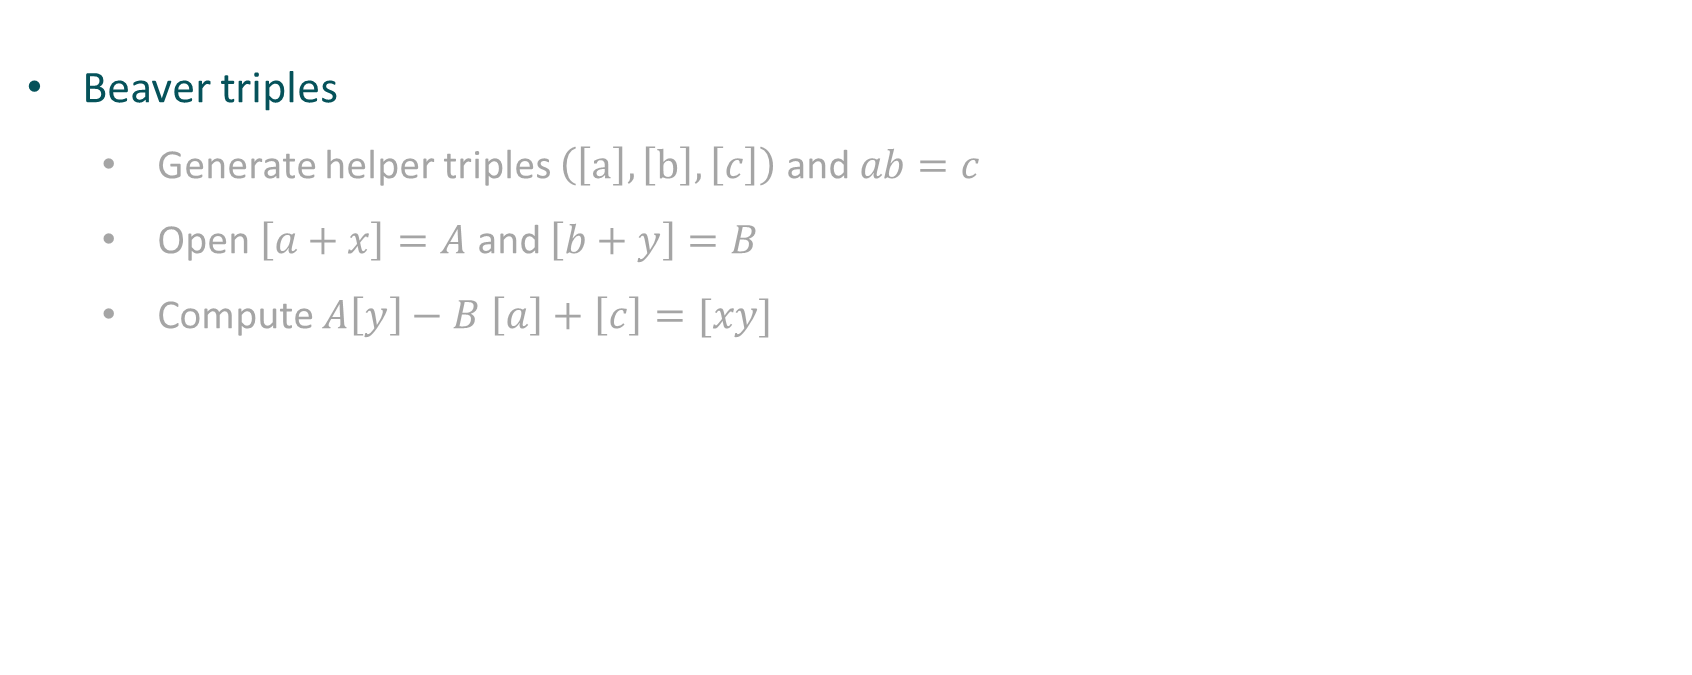 • Beaver triples
• Generate helper triples ([a], [b], [c]) and ab = c
• Open [a + x] = A and [b + y] = B
• Compute A[y] − B [a] + [c] = [xy]